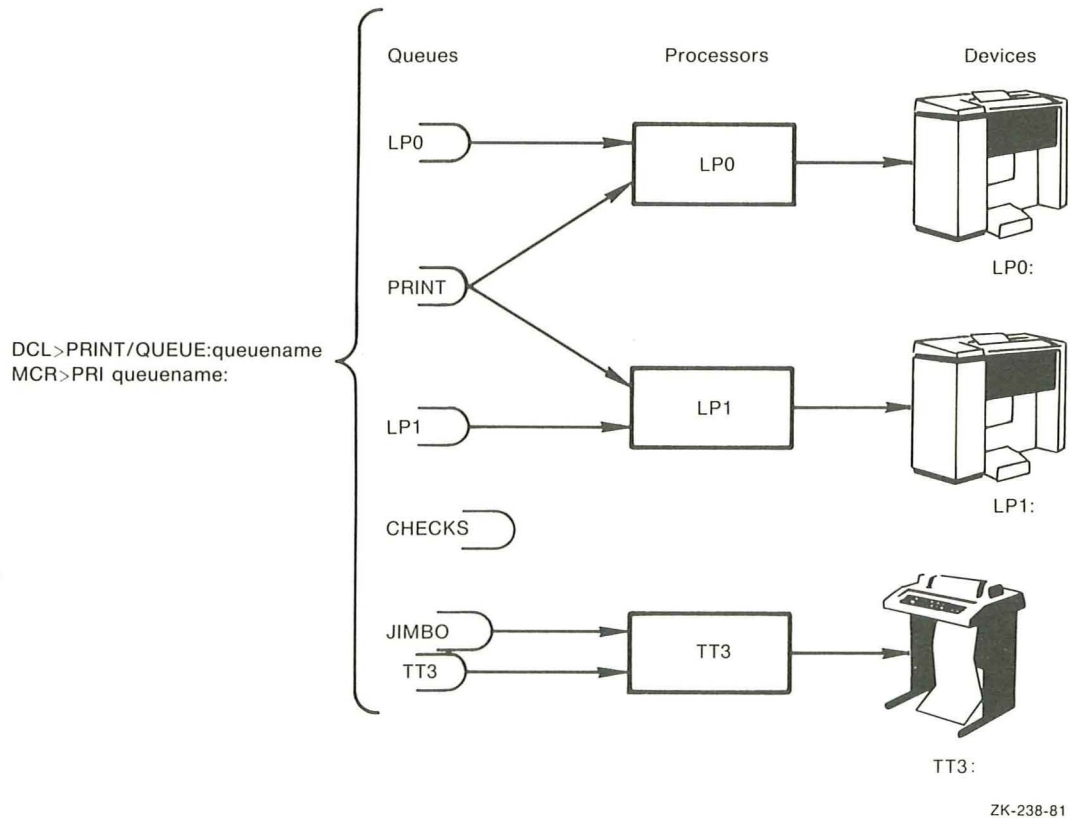 Queues Processors Devices
LP0 LP0
LP0:
PRINT
DCL>PRINT/QUEUE:queuename
MCR>PRI queuename:
LP1 LP1
LP1:
CHECKS
JIMBO
TT3 TT3
TT3:
ZK-238-81